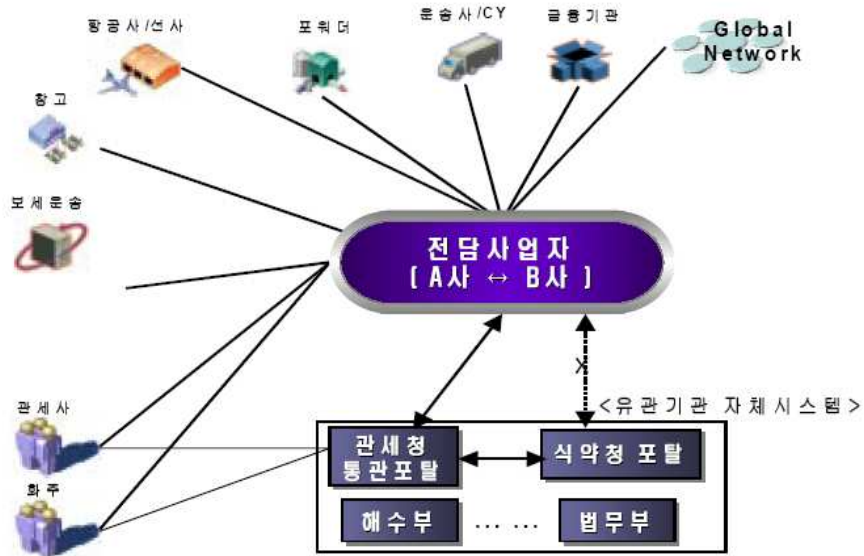 항공사/선사
포워더
운송사/CY
금융기관
Global
Network
창고
보세운송
전담사업자
( A사 ↔ B사 )
X
<유관기관 자체시스템>
관세사
관세청
통관포탈
식약청 포탈
화주
해수부
... ...
법무부